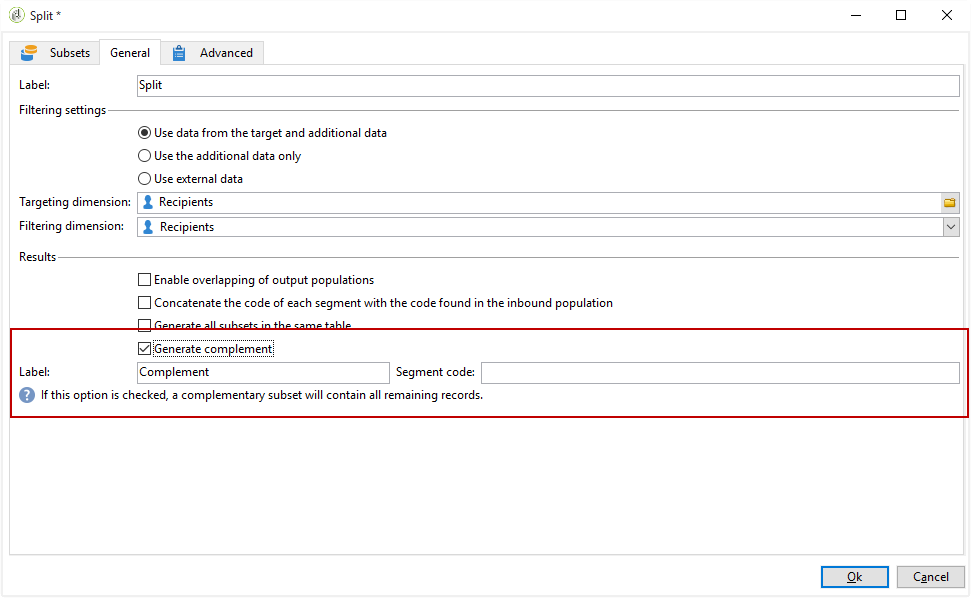 Split *
Subsets General Advanced
Label: Split
Filtering settings
Use data from the target and additional data
Use the additional data only
Use external data
Targeting dimension: Recipients
Filtering dimension: Recipients
Results
Enable overlapping of output populations
Concatenate the code of each segment with the code found in the inbound population
Generate all subsets in the same table
Generate complement
Label: Complement Segment code:
? If this option is checked, a complementary subset will contain all remaining records.
Ok Cancel